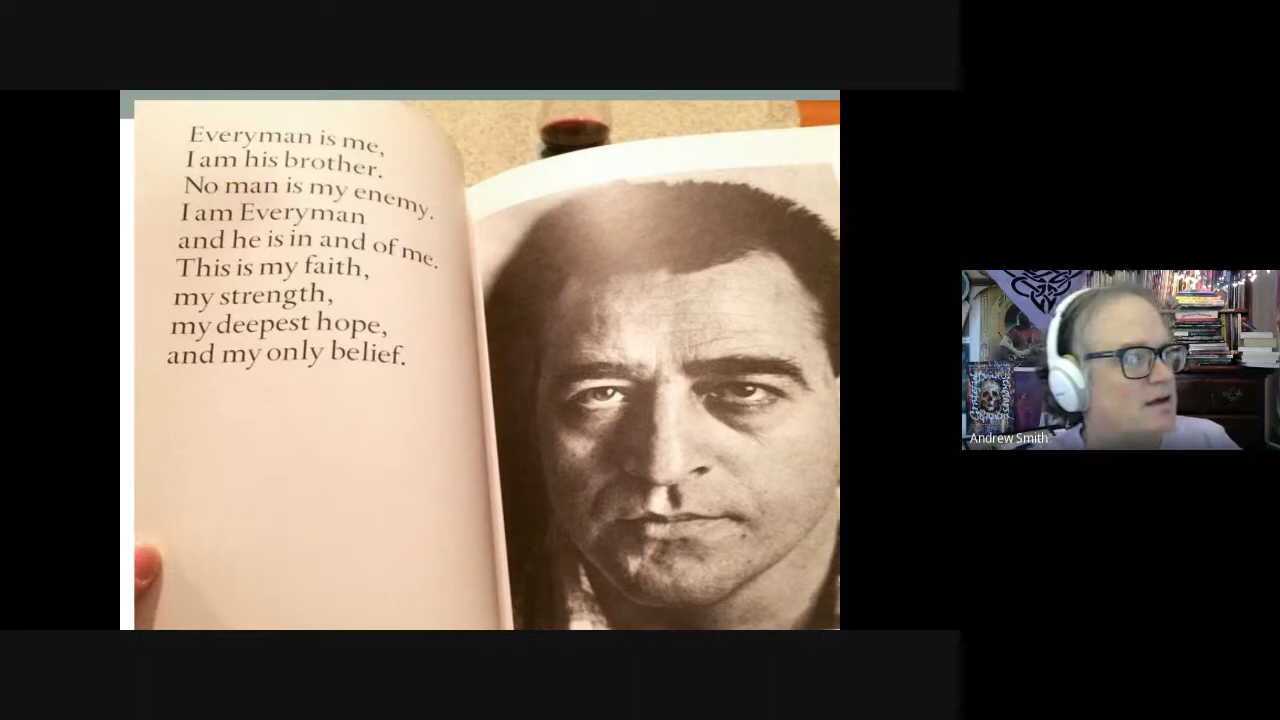 Everyman is me,
I am his brother.
No man is my enemy.
I am Everyman
and he is in and of me.
This is my faith,
my strength,
my deepest hope,
and my only belief.
Andrew Smith